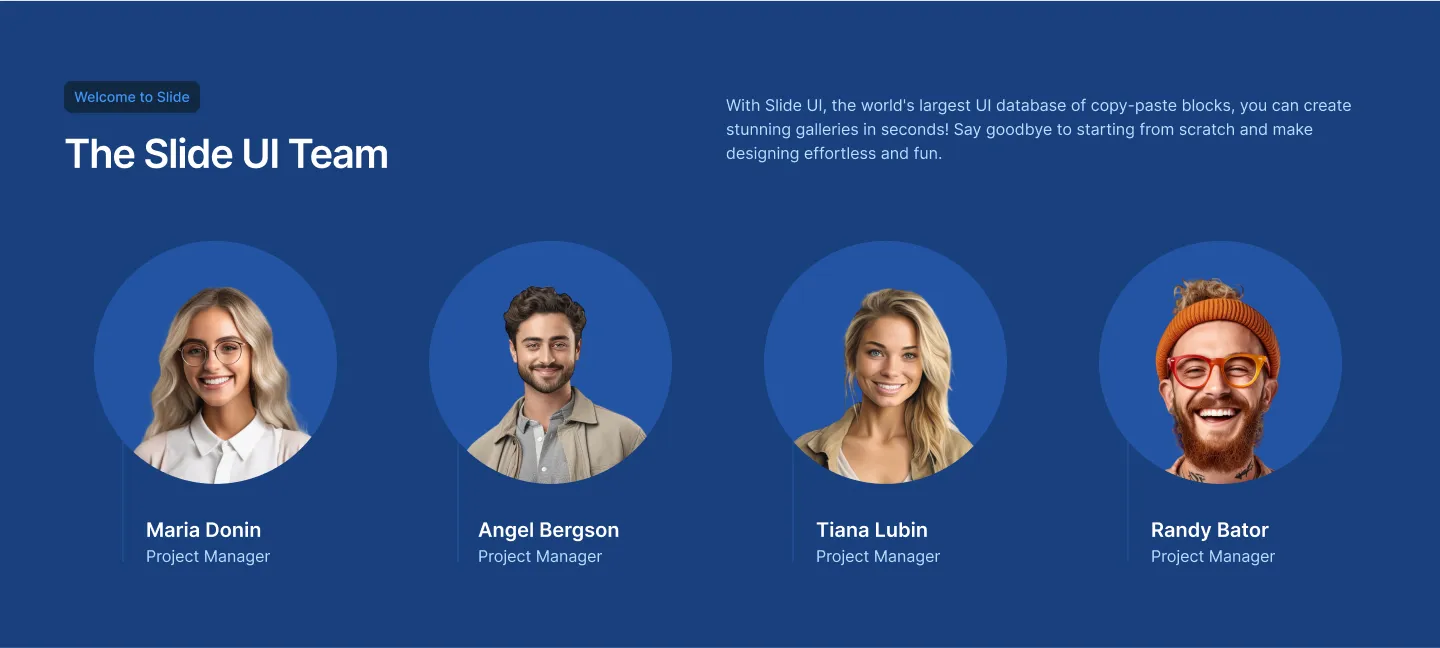 Welcome to Slide
The Slide UI Team
With Slide UI, the world's largest UI database of copy-paste blocks, you can create
stunning galleries in seconds! Say goodbye to starting from scratch and make
designing effortless and fun.
Maria Donin
Project Manager
Angel Bergson
Project Manager
Tiana Lubin
Project Manager
Randy Bator
Project Manager